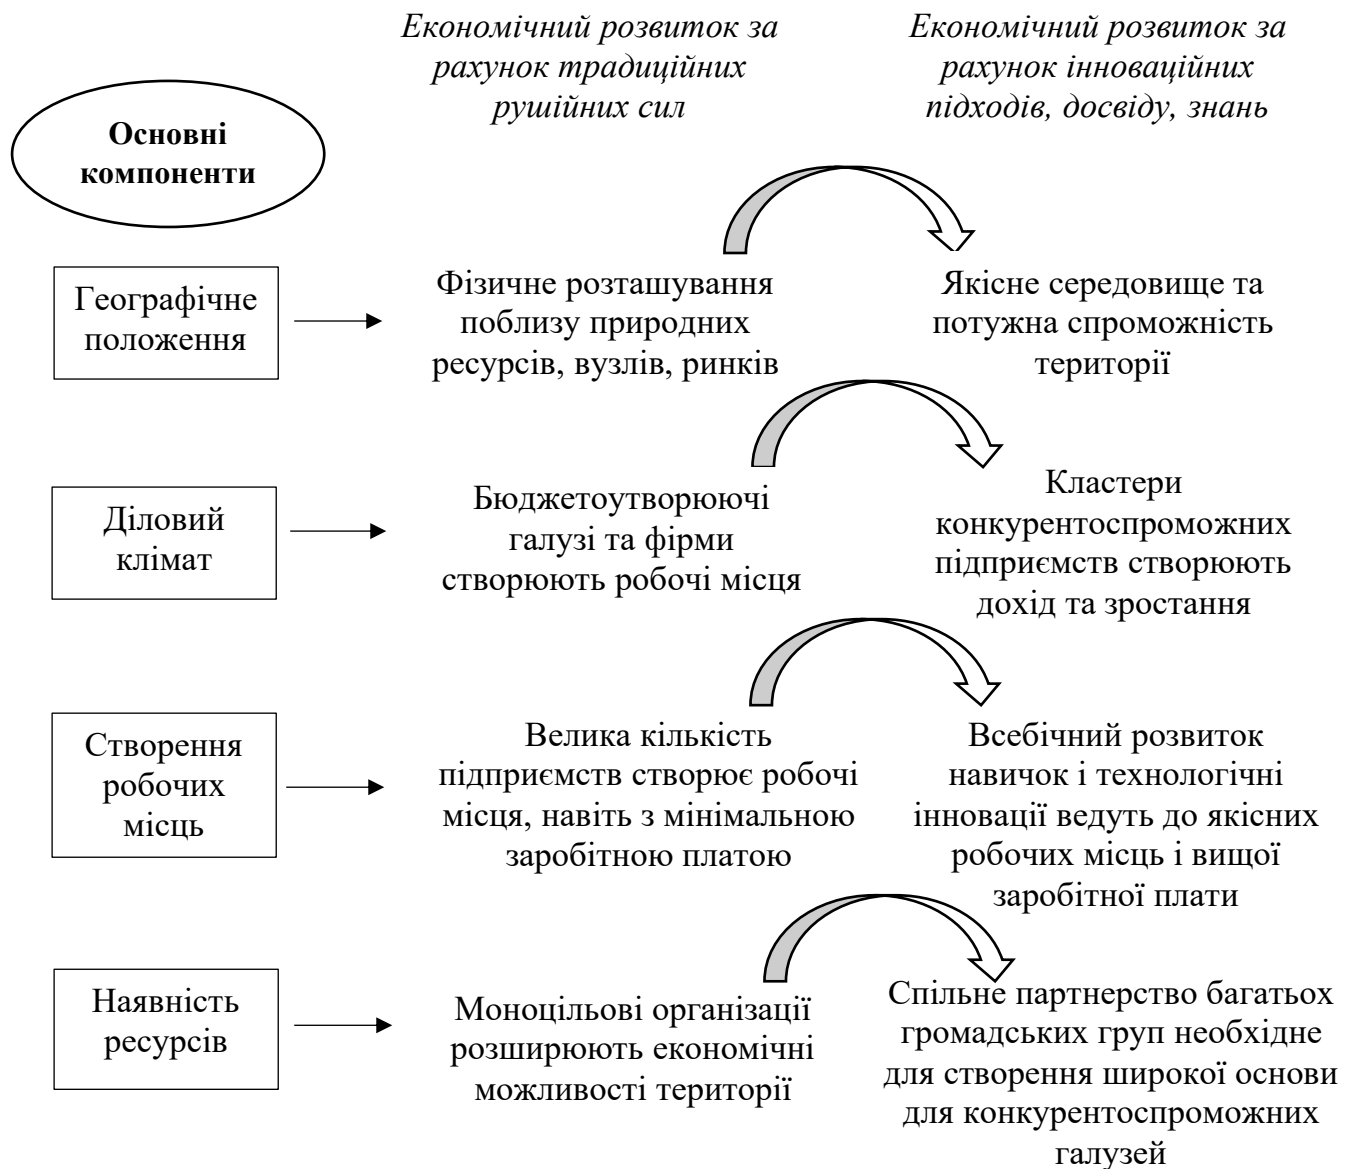 Економічний розвиток за
рахунок традиційних
рушійних сил
Економічний розвиток за
рахунок інноваційних
підходів, досвіду, знань
Основні
компоненти
Географічне
положення
Фізичне розташування
поблизу природних
ресурсів, вузлів, ринків
Якісне середовище та
потужна спроможність
території
Діловий
клімат
Бюджетоутворюючі
галузі та фірми
створюють робочі місця
Кластери
конкурентоспроможних
підприємств створюють
дохід та зростання
Створення
робочих
місць
Велика кількість
підприємств створює робочі
місця, навіть з мінімальною
заробітною платою
Всебічний розвиток
навичок і технологічні
інновації ведуть до якісних
робочих місць і вищої
заробітної плати
Наявність
ресурсів
Моноцільові організації
розширюють економічні
можливості території
Спільне партнерство багатьох
громадських груп необхідне
для створення широкої основи
для конкурентоспроможних
галузей